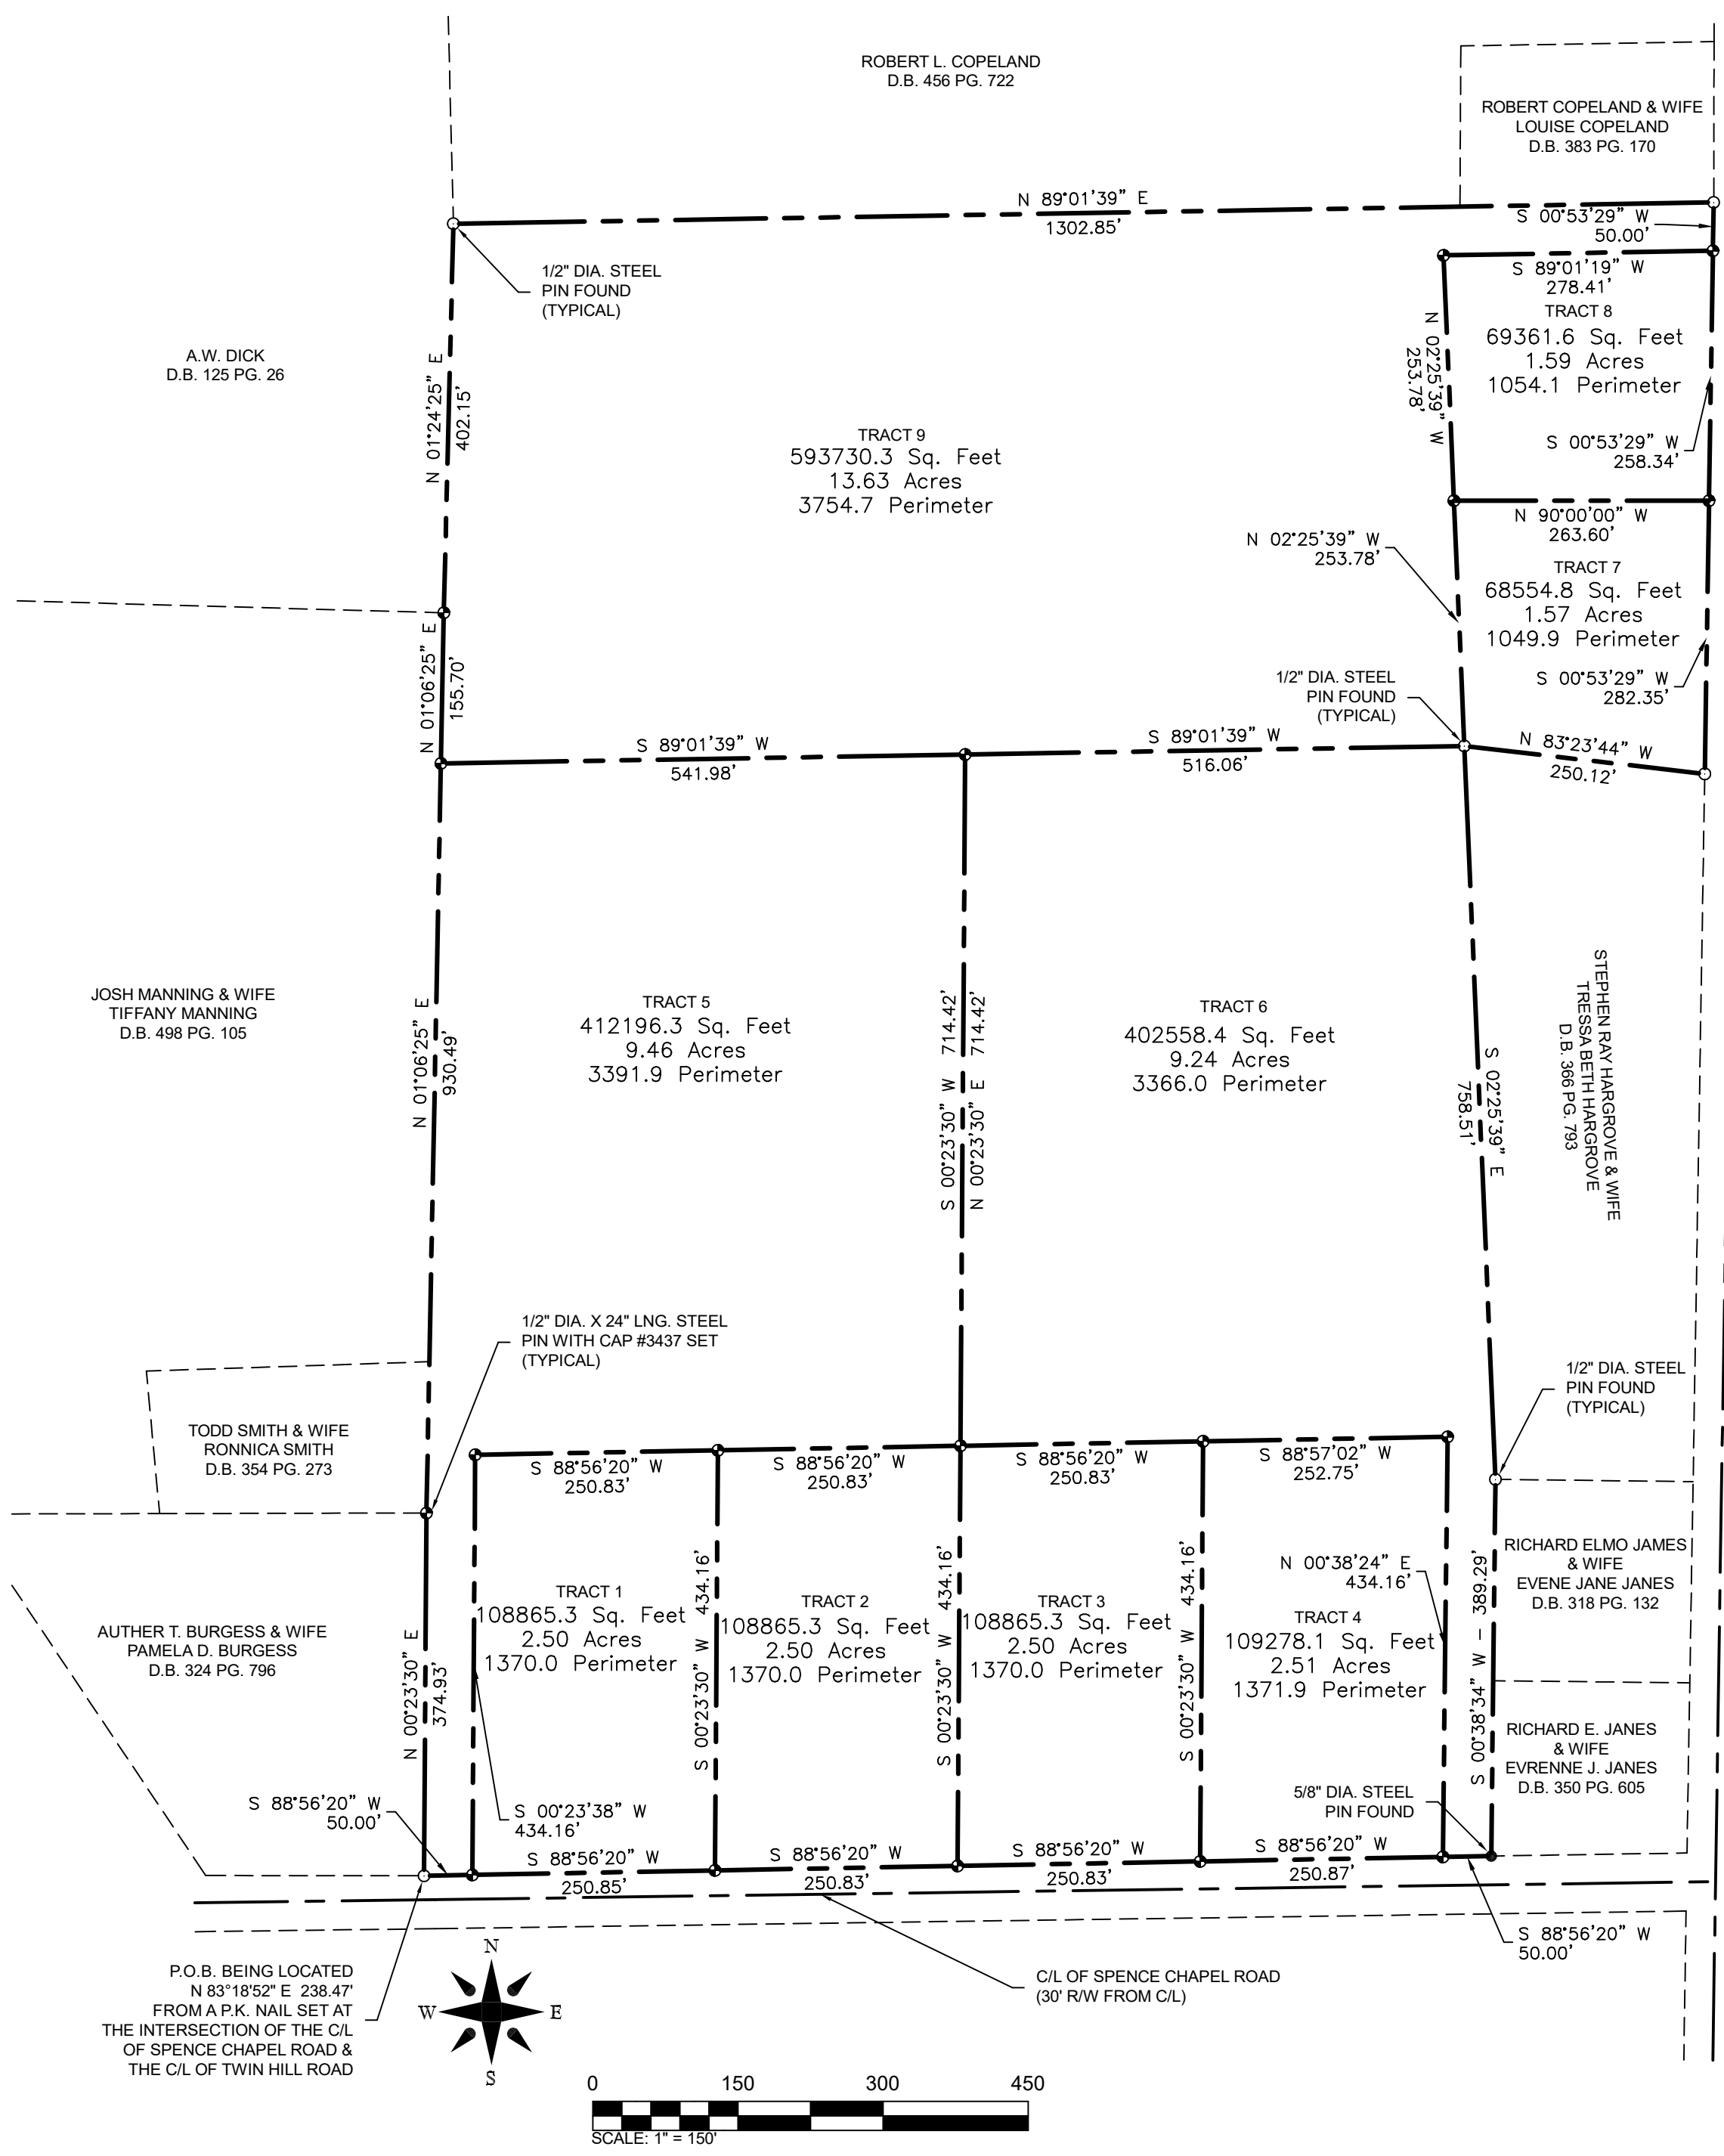 ROBERT L. COPELAND
D.B. 456 PG. 722
ROBERT COPELAND & WIFE
LOUISE COPELAND
D.B. 383 PG. 170
N 89°01'39" E
1302.85'
S 00°53'29" W
50.00'
1/2" DIA. STEEL
PIN FOUND
(TYPICAL)
S 89°01'19" W
278.41'
TRACT 8
69361.6 Sq. Feet
1.59 Acres
1054.1 Perimeter
N 02°25'39" W
253.78'
S 00°53'29" W
258.34'
A.W. DICK
D.B. 125 PG. 26
N 01°24'25" E
402.15'
TRACT 9
593730.3 Sq. Feet
13.63 Acres
3754.7 Perimeter
N 90°00'00" W
263.60'
N 02°25'39" W
253.78'
TRACT 7
68554.8 Sq. Feet
1.57 Acres
1049.9 Perimeter
S 00°53'29" W
282.35'
N 01°06'25" E
155.70'
1/2" DIA. STEEL
PIN FOUND
(TYPICAL)
S 89°01'39" W
541.98'
S 89°01'39" W
516.06'
N 83°23'44" W
250.12'
JOSH MANNING & WIFE
TIFFANY MANNING
D.B. 498 PG. 105
N 01°06'25" E
930.49'
TRACT 5
412196.3 Sq. Feet
9.46 Acres
3391.9 Perimeter
S 00°23'30" W 714.42'
N 00°23'30" E 714.42'
TRACT 6
402558.4 Sq. Feet
9.24 Acres
3366.0 Perimeter
S 02°25'39" E
758.51'
STEPHEN RAY HARGROVE & WIFE
TRESSA BETH HARGROVE
D.B. 366 PG. 793
1/2" DIA. X 24" LNG. STEEL
PIN WITH CAP #3437 SET
(TYPICAL)
1/2" DIA. STEEL
PIN FOUND
(TYPICAL)
TODD SMITH & WIFE
RONNICA SMITH
D.B. 354 PG. 273
S 88°56'20" W
250.83'
S 88°56'20" W
250.83'
S 88°56'20" W
250.83'
S 88°57'02" W
252.75'
AUTHER T. BURGESS & WIFE
PAMELA D. BURGESS
D.B. 324 PG. 796
N 00°23'30" E
374.93'
TRACT 1
108865.3 Sq. Feet
2.50 Acres
1370.0 Perimeter
S 00°23'30" W 434.16'
TRACT 2
108865.3 Sq. Feet
2.50 Acres
1370.0 Perimeter
S 00°23'30" W 434.16'
TRACT 3
108865.3 Sq. Feet
2.50 Acres
1370.0 Perimeter
S 00°23'30" W 434.16'
N 00°38'24" E
434.16'
TRACT 4
109278.1 Sq. Feet
2.51 Acres
1371.9 Perimeter
S 00°38'34" W – 389.29'
RICHARD ELMO JAMES
& WIFE
EVENE JANE JANES
D.B. 318 PG. 132
RICHARD E. JANES
& WIFE
EVRENNE J. JANES
D.B. 350 PG. 605
S 88°56'20" W
50.00'
S 00°23'38" W
434.16'
5/8" DIA. STEEL
PIN FOUND
S 88°56'20" W
250.85'
S 88°56'20" W
250.83'
S 88°56'20" W
250.83'
S 88°56'20" W
250.87'
S 88°56'20" W
50.00'
P.O.B. BEING LOCATED
N 83°18'52" E 238.47'
FROM A P.K. NAIL SET AT
THE INTERSECTION OF THE C/L
OF SPENCE CHAPEL ROAD &
THE C/L OF TWIN HILL ROAD
N
W
E
S
C/L OF SPENCE CHAPEL ROAD
(30' R/W FROM C/L)
0 150 300 450
SCALE: 1" = 150'